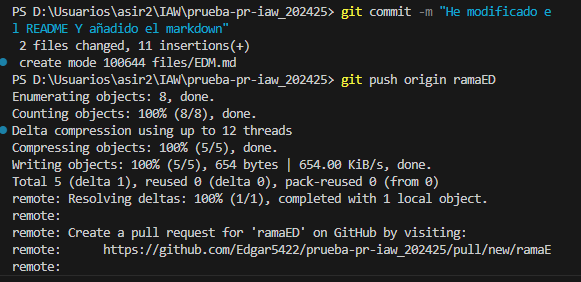 PS D:\Usuarios\asir2\IAW\prueba-pr-iaw_202425> git commit -m "He modificado e
l README Y añadido el markdown"
2 files changed, 11 insertions(+)
create mode 100644 files/EDM.md
PS D:\Usuarios\asir2\IAW\prueba-pr-iaw_202425> git push origin ramaED
Enumerating objects: 8, done.
Counting objects: 100% (8/8), done.
Delta compression using up to 12 threads
Compressing objects: 100% (5/5), done.
Writing objects: 100% (5/5), 654 bytes | 654.00 KiB/s, done.
Total 5 (delta 1), reused 0 (delta 0), pack-reused 0 (from 0)
remote: Resolving deltas: 100% (1/1), completed with 1 local object.
remote:
remote: Create a pull request for 'ramaED' on GitHub by visiting:
remote:      https://github.com/Edgar5422/prueba-pr-iaw_202425/pull/new/ramaE
remote: